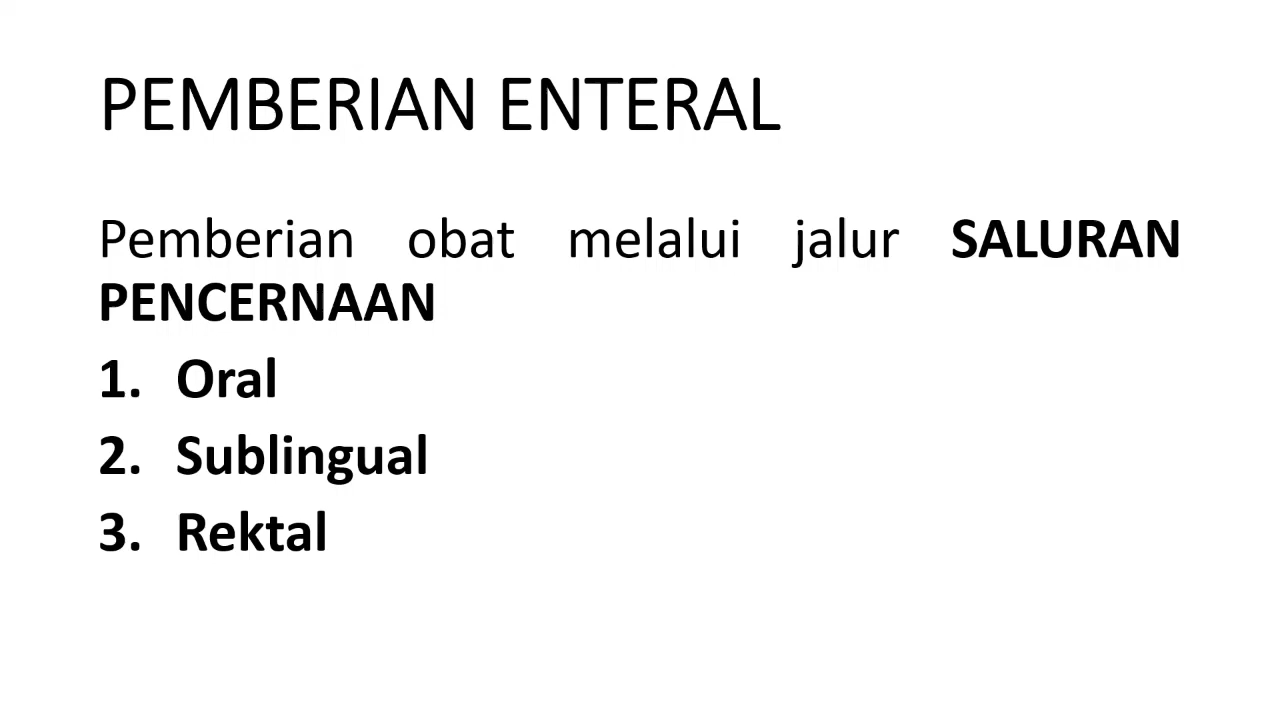 PEMBERIAN ENTERAL
Pemberian obat melalui jalur SALURAN
PENCERNAAN
1. Oral
2. Sublingual
3. Rektal